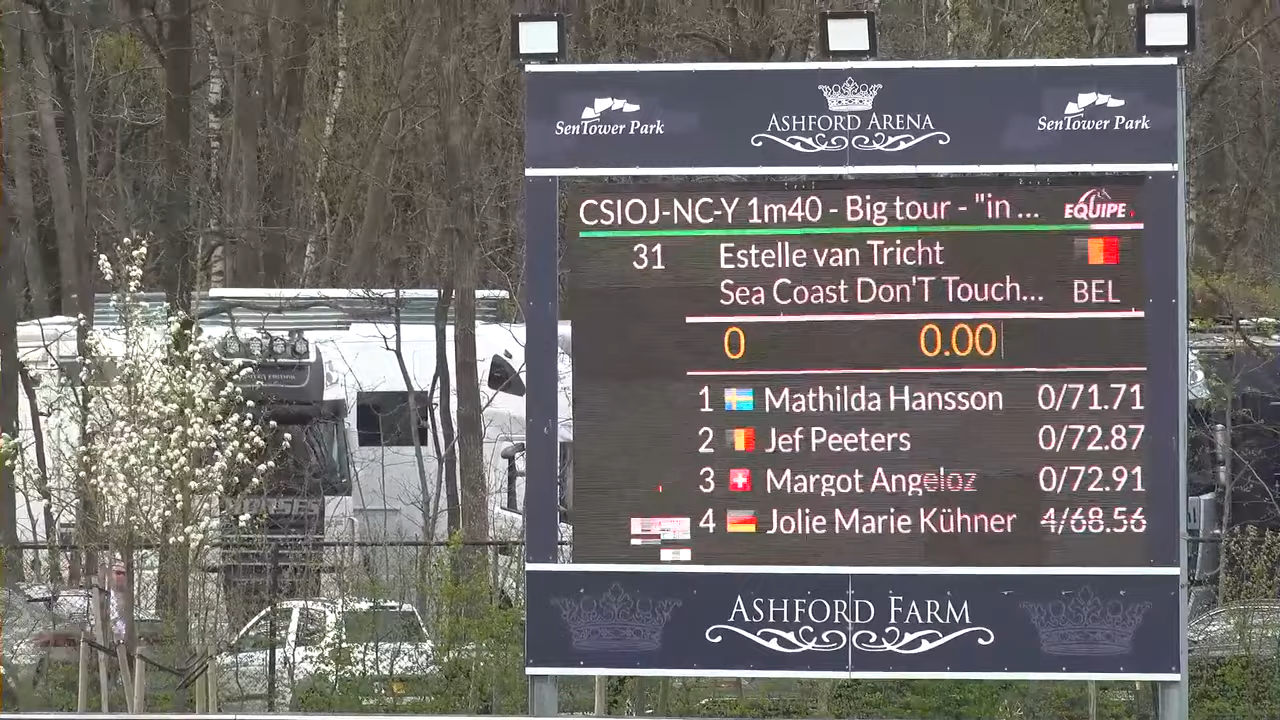 SenTower Park
Ashford Arena
SenTower Park
CSIOJ-NC-Y 1m40 - Big tour - "in ...
EQUIPE
31 Estelle van Tricht
Sea Coast Don'T Touch... BEL
0 0.00
1 Mathilda Hansson 0/71.71
2 Jef Peeters 0/72.87
3 Margot Angeloz 0/72.91
4 Jolie Marie Kühner 4/68.56
Ashford Farm
HORSES